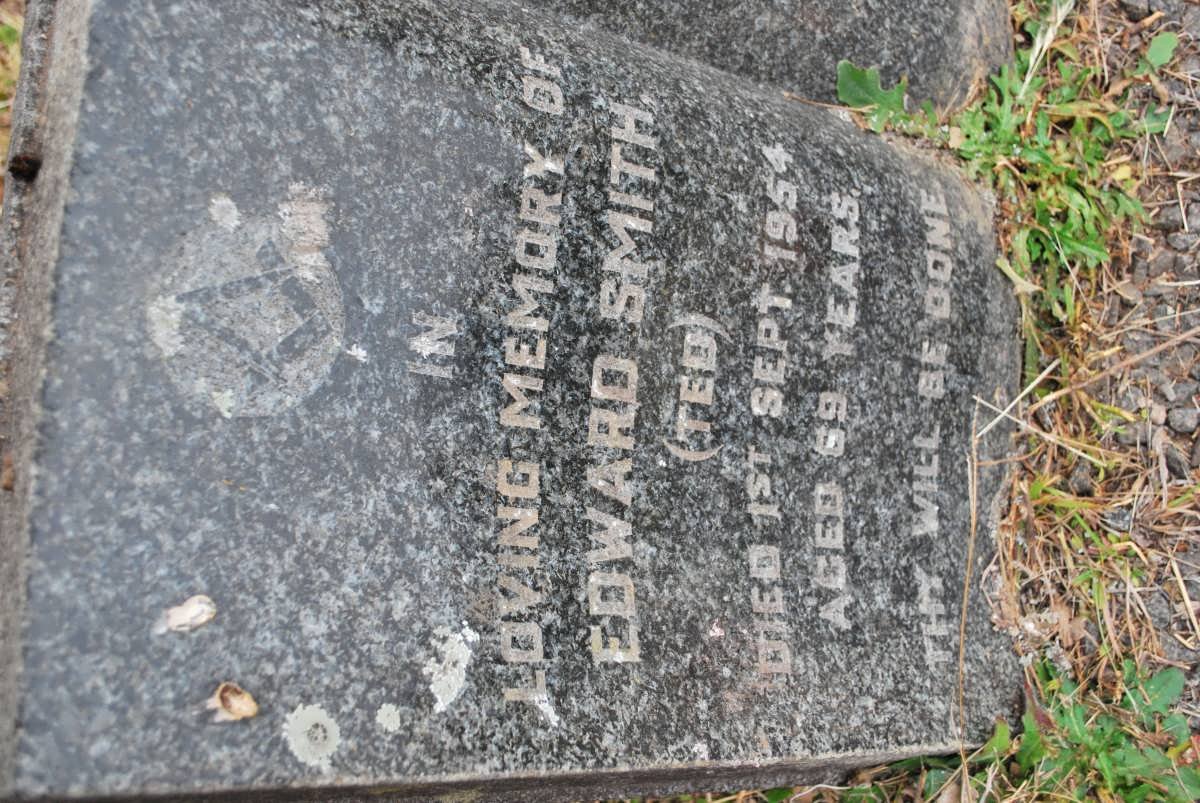 IN
LOVING MEMORY OF
EDWARD SMITH,
(TED)
DIED 1ST SEPT. 1954
AGED 69 YEARS.
THY WILL BE DONE